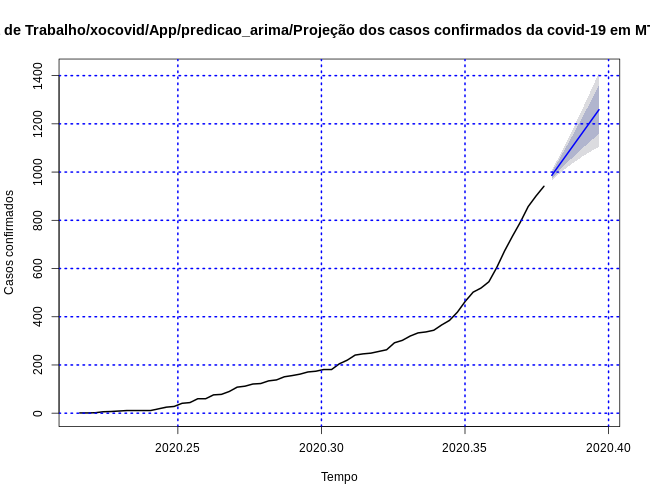 de Trabalho/xocovid/App/predicao_arima/Projeção dos casos confirmados da covid-19 em MT
Casos confirmados
1400
1200
1000
800
600
400
200
0
2020.25 2020.30 2020.35 2020.40
Tempo